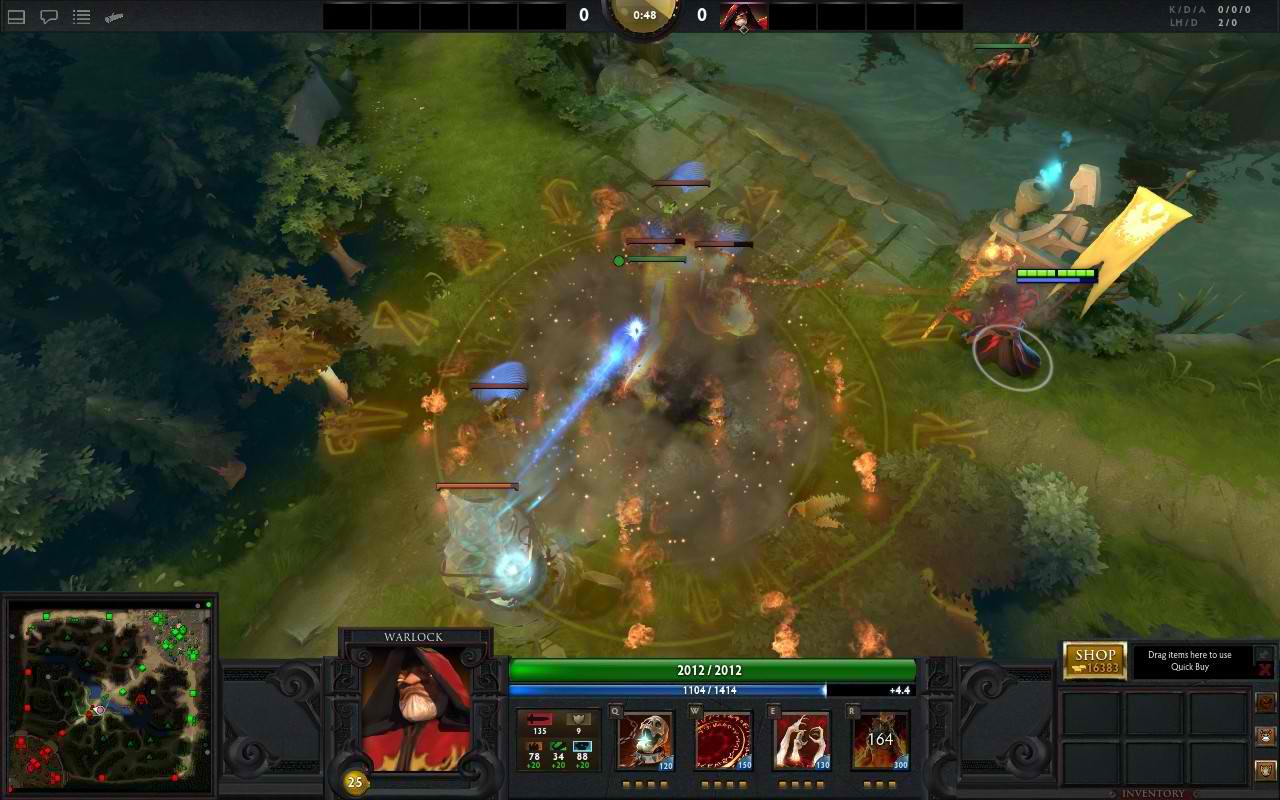 0
0:48
0
K/D/A 0/0/0
LH/D 2/0
WARLOCK
25
2012 / 2012
1104 / 1414
+4.4
135
9
78
34
88
+20
+20
+20
Q
120
W
150
E
130
R
164
300
SHOP
16383
Drag items here to use
Quick Buy
INVENTORY